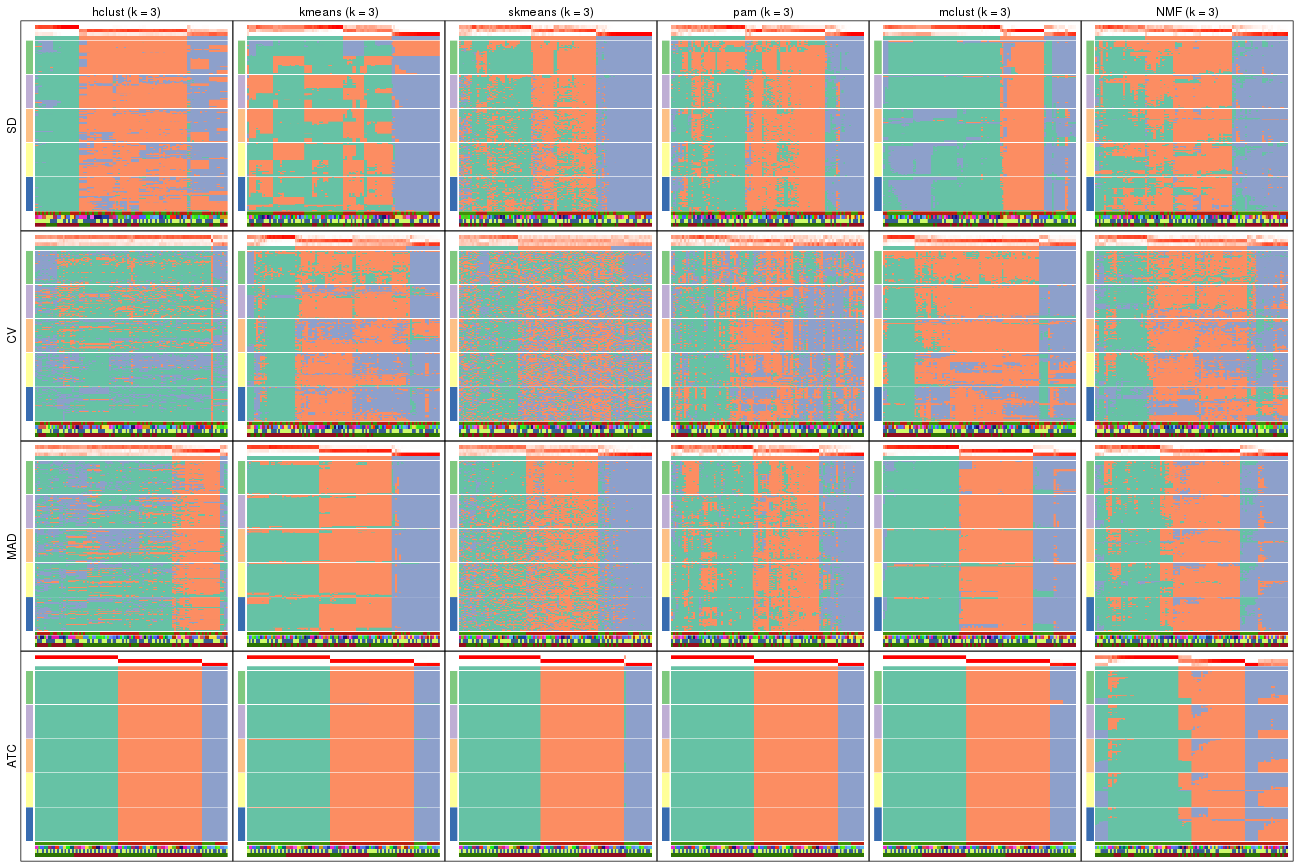 hclust (k = 3)
kmeans (k = 3)
skmeans (k = 3)
pam (k = 3)
mclust (k = 3)
NMF (k = 3)
SD
CV
MAD
ATC